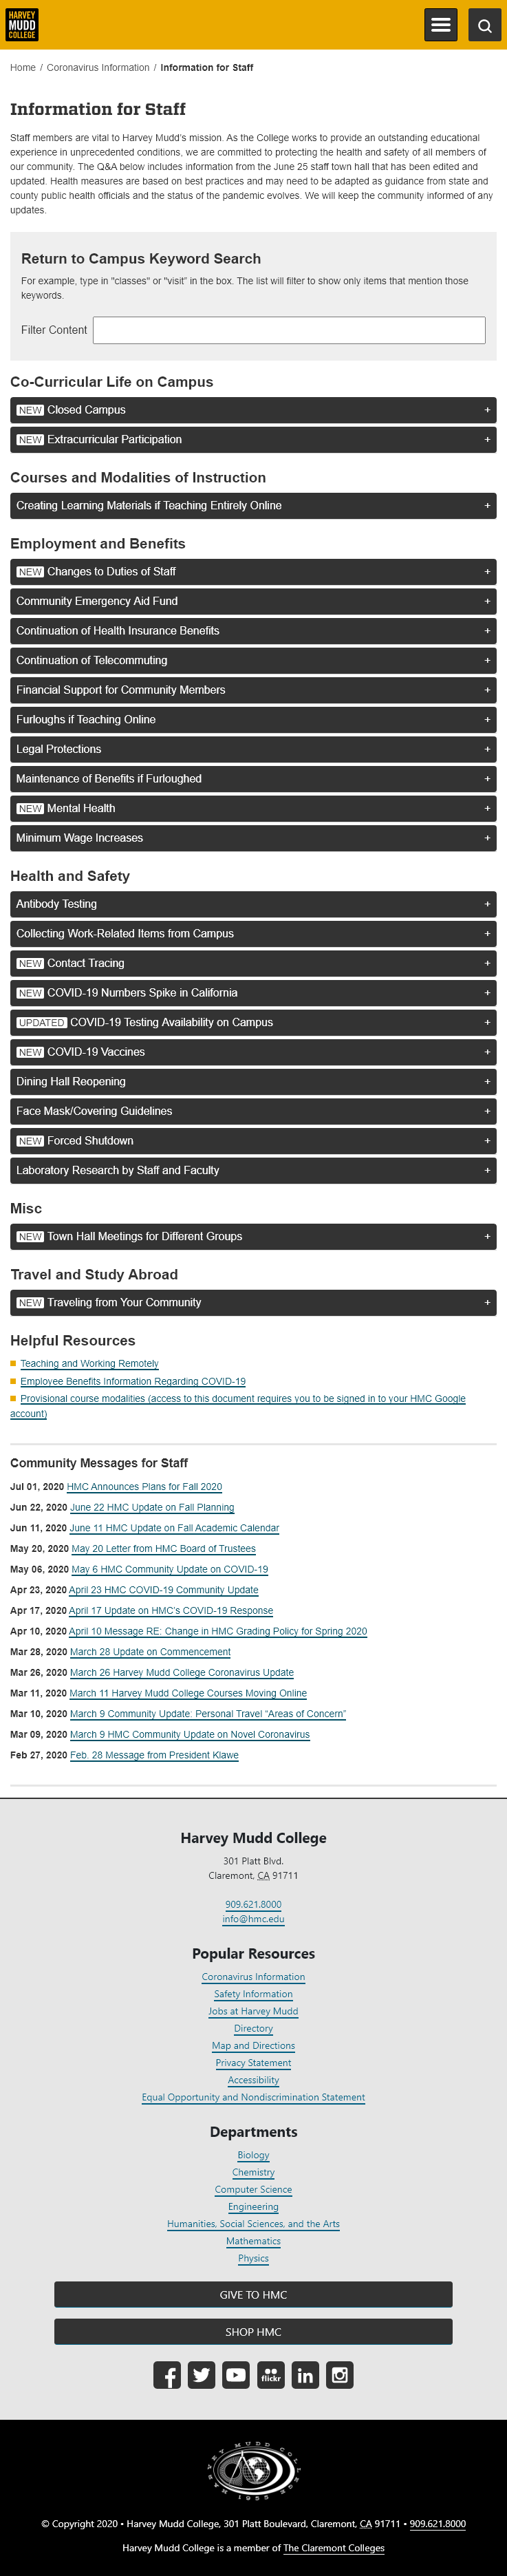 HARVEY
MUDD
COLLEGE
Home / Coronavirus Information / Information for Staff
Information for Staff
Staff members are vital to Harvey Mudd's mission. As the College works to provide an outstanding educational
experience in unprecedented conditions, we are committed to protecting the health and safety of all members of
our community. The Q&A below includes information from the June 25 staff town hall that has been edited and
updated. Health measures are based on best practices and may need to be adapted as guidance from state and
county public health officials and status of the pandemic evolves. We will keep the community informed of any
updates.
Return to Campus Keyword Search
For example, type in "classes" or "visit" in the box. The list will filter to show only items that mention those
keywords.
Filter Content
Co-Curricular Life on Campus
NEW Closed Campus +
NEW Extracurricular Participation +
Courses and Modalities of Instruction
Creating Learning Materials if Teaching Entirely Online +
Employment and Benefits
NEW Changes to Duties of Staff +
Community Emergency Aid Fund +
Continuation of Health Insurance Benefits +
Continuation of Telecommuting +
Financial Support for Community Members +
Furloughs if Teaching Online +
Legal Protections +
Maintenance of Benefits if Furloughed +
NEW Mental Health +
Minimum Wage Increases +
Health and Safety
Antibody Testing +
Collecting Work-Related Items from Campus +
NEW Contact Tracing +
NEW COVID-19 Numbers Spike in California +
UPDATED COVID-19 Testing Availability on Campus +
NEW COVID-19 Vaccines +
Dining Hall Reopening +
Face Mask/Covering Guidelines +
NEW Forced Shutdown +
Laboratory Research by Staff and Faculty +
Misc
NEW Town Hall Meetings for Different Groups +
Travel and Study Abroad
NEW Traveling from Your Community +
Helpful Resources
Teaching and Working Remotely
Employee Benefits Information Regarding COVID-19
Provisional course modalities (access to this document requires you to be signed in to your HMC Google
account)
Community Messages for Staff
Jul 01, 2020 HMC Announces Plans for Fall 2020
Jun 22, 2020 June 22 HMC Update on Fall Planning
Jun 11, 2020 June 11 HMC Update on Fall Academic Calendar
May 20, 2020 May 20 Letter from HMC Board of Trustees
May 06, 2020 May 6 HMC Community Update on COVID-19
Apr 23, 2020 April 23 HMC COVID-19 Community Update
Apr 17, 2020 April 17 Update on HMC's COVID-19 Response
Apr 10, 2020 April 10 Message RE: Change in HMC Grading Policy for Spring 2020
Mar 28, 2020 March 28 Update on Commencement
Mar 26, 2020 March 26 Harvey Mudd College Coronavirus Update
Mar 11, 2020 March 11 Harvey Mudd College Courses Moving Online
Mar 10, 2020 March 9 Community Update: Personal Travel "Areas of Concern"
Mar 09, 2020 March 9 HMC Community Update on Novel Coronavirus
Feb 27, 2020 Feb. 28 Message from President Klawe
Harvey Mudd College
301 Platt Blvd.
Claremont, CA 91711
909.621.8000
info@hmc.edu
Popular Resources
Coronavirus Information
Safety Information
Jobs at Harvey Mudd
Directory
Map and Directions
Privacy Statement
Accessibility
Equal Opportunity and Nondiscrimination Statement
Departments
Biology
Chemistry
Computer Science
Engineering
Humanities, Social Sciences, and the Arts
Mathematics
Physics
GIVE TO HMC
SHOP HMC
flickr
HARVEY MUDD COLLEGE
1955
© Copyright 2020 • Harvey Mudd College, 301 Platt Boulevard, Claremont, CA 91711 • 909.621.8000
Harvey Mudd College is a member of The Claremont Colleges